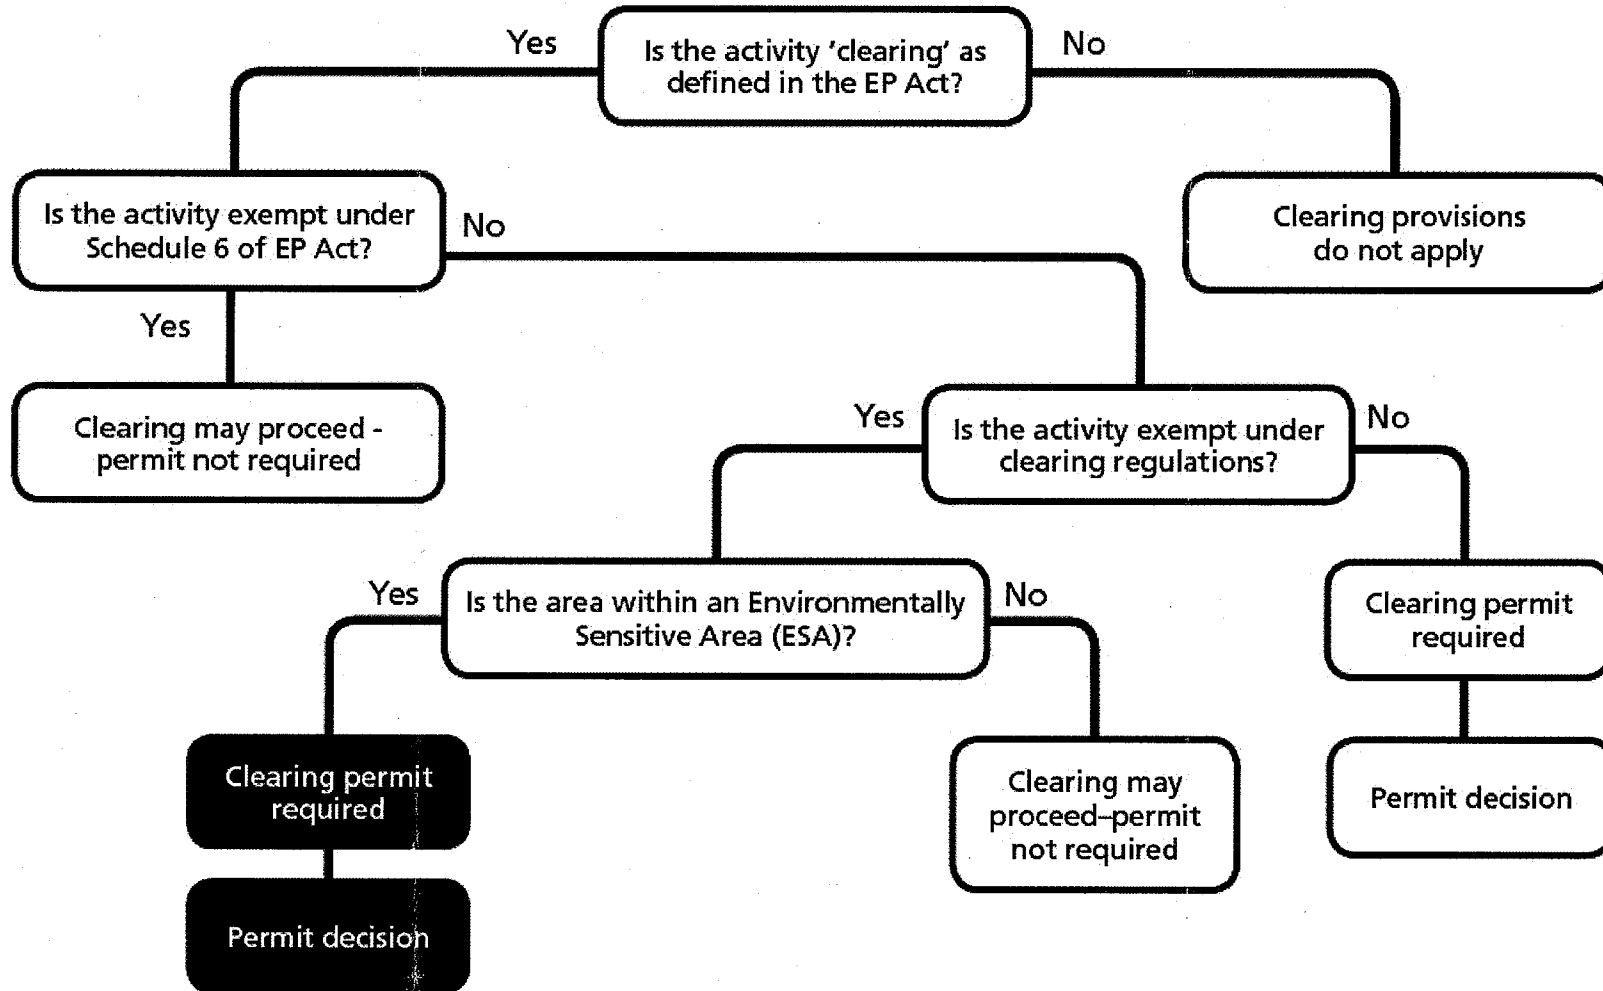 Yes
Is the activity 'clearing' as
defined in the EP Act?
No
Is the activity exempt under
Schedule 6 of EP Act?
No
Clearing provisions
do not apply
Yes
Clearing may proceed -
permit not required
Yes
Is the activity exempt under
clearing regulations?
No
Yes
Is the area within an Environmentally
Sensitive Area (ESA)?
No
Clearing permit
required
Clearing permit
required
Clearing may
proceed–permit
not required
Permit decision
Permit decision